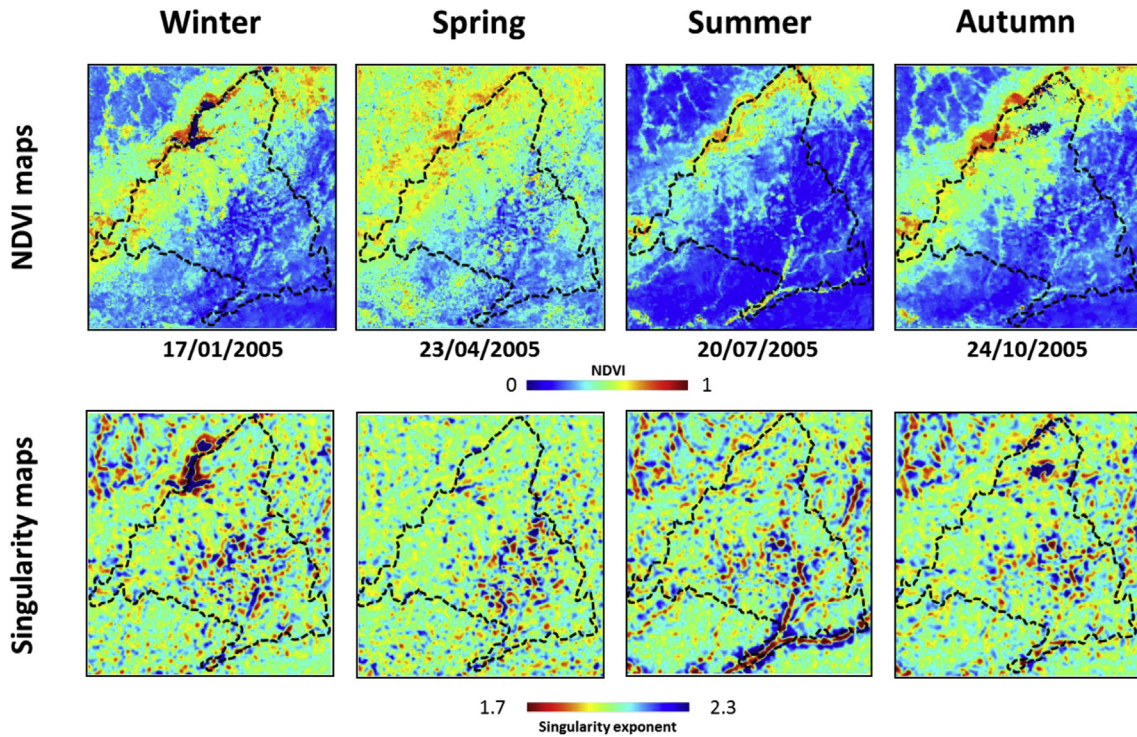 Winter Spring Summer Autumn
NDVI maps
17/01/2005 23/04/2005 20/07/2005 24/10/2005
NDVI
0 1
Singularity maps
1.7 2.3
Singularity exponent